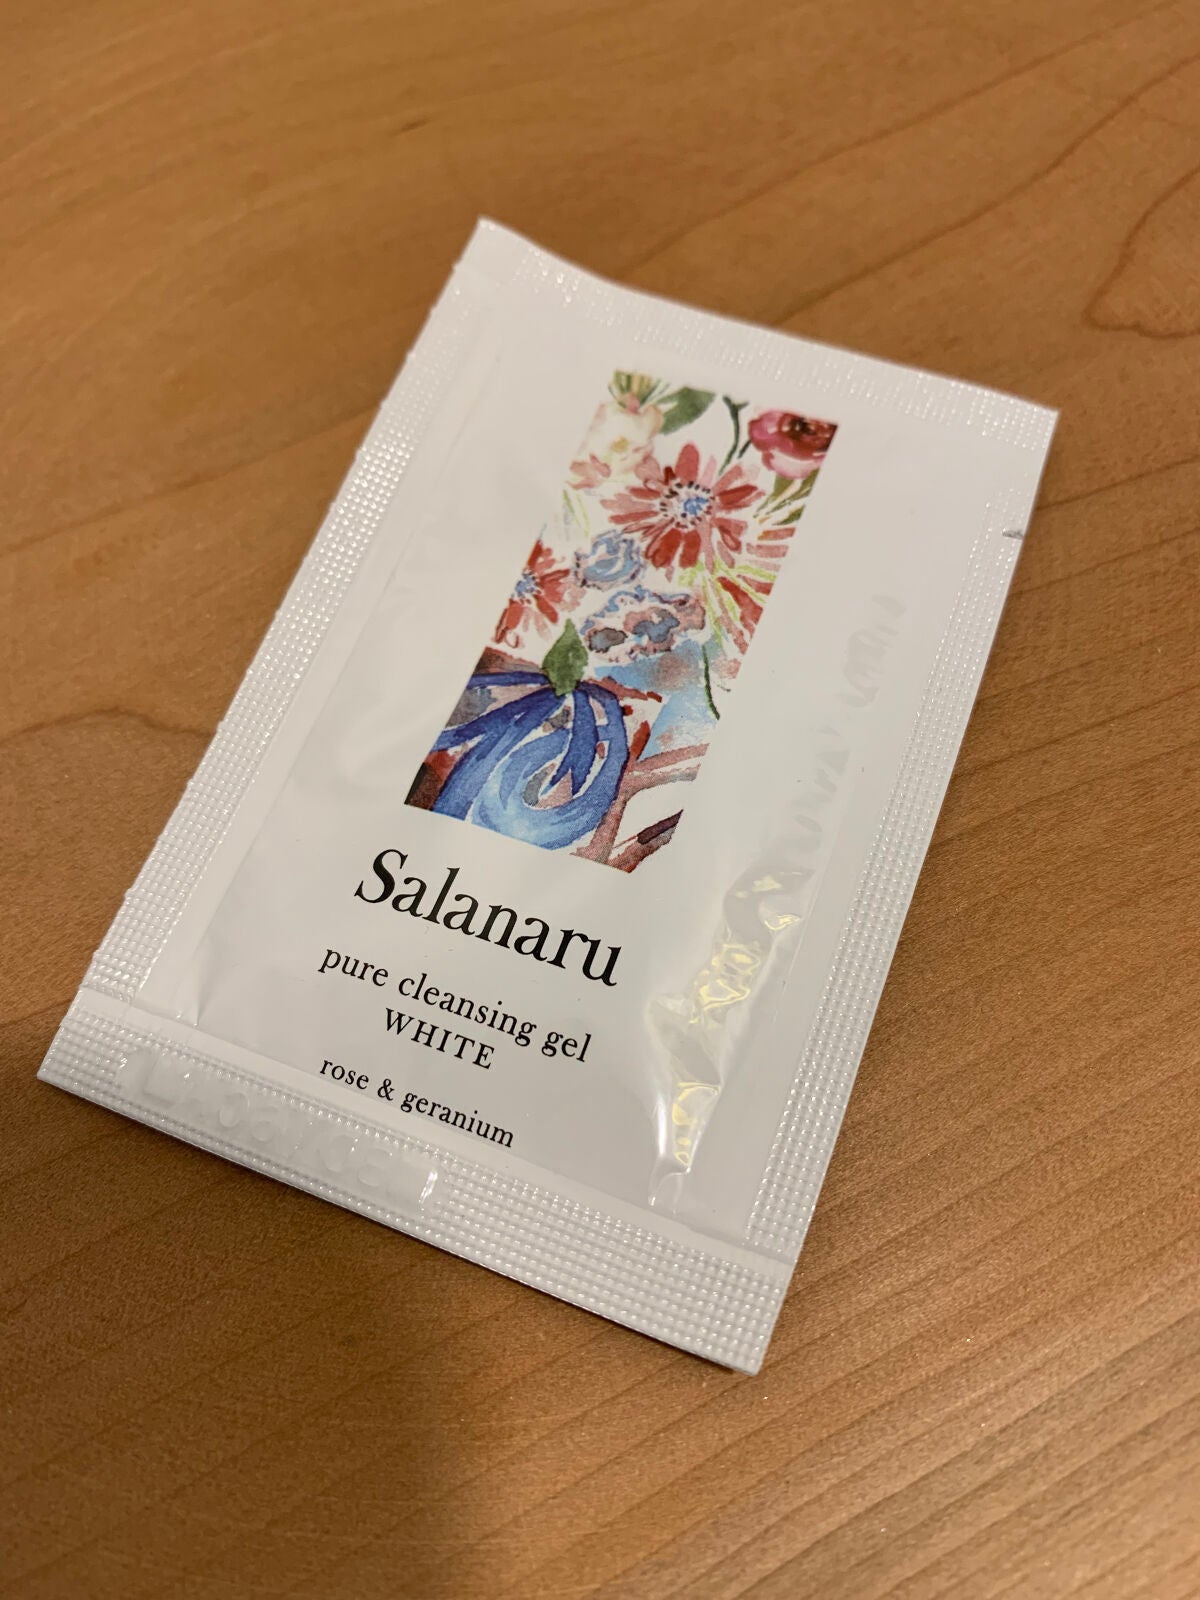 Salanaru
pure cleansing gel
WHITE
rose & geranium